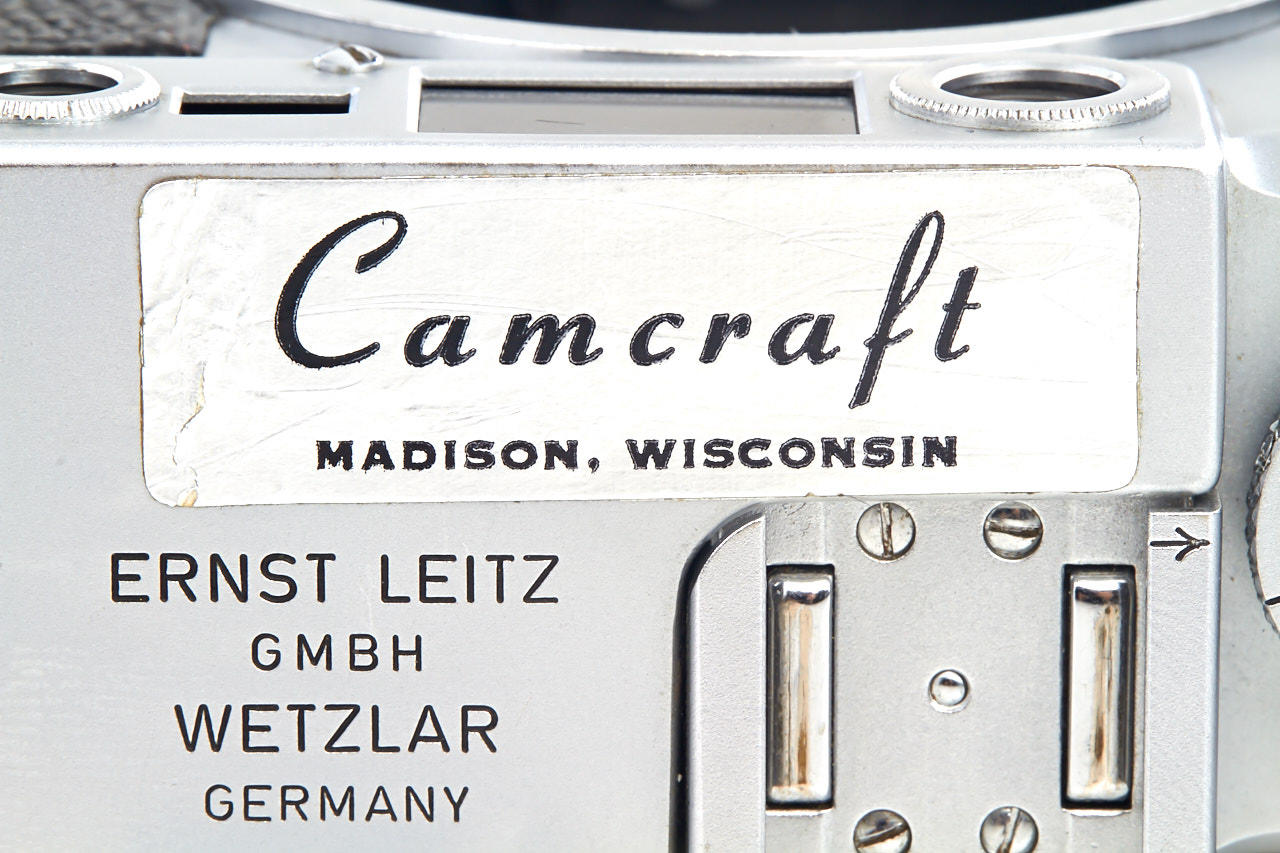 Camcraft
MADISON, WISCONSIN
ERNST LEITZ
GMBH
WETZLAR
GERMANY